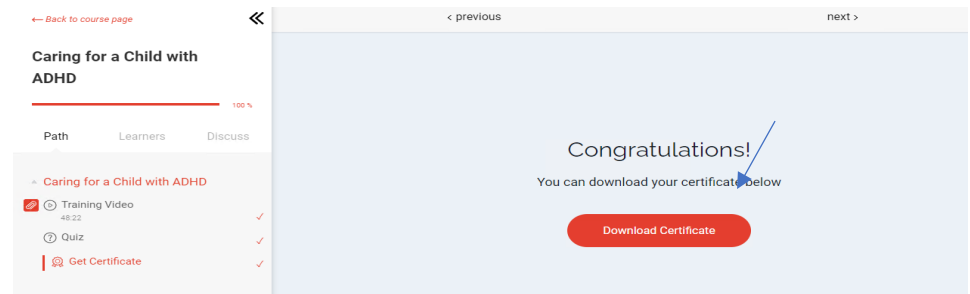 ← Back to course page
Caring for a Child with
ADHD
100 %
Path Learners Discuss
Caring for a Child with ADHD
Training Video
48:22
Quiz
Get Certificate
< previous next >
Congratulations!
You can download your certificate below
Download Certificate